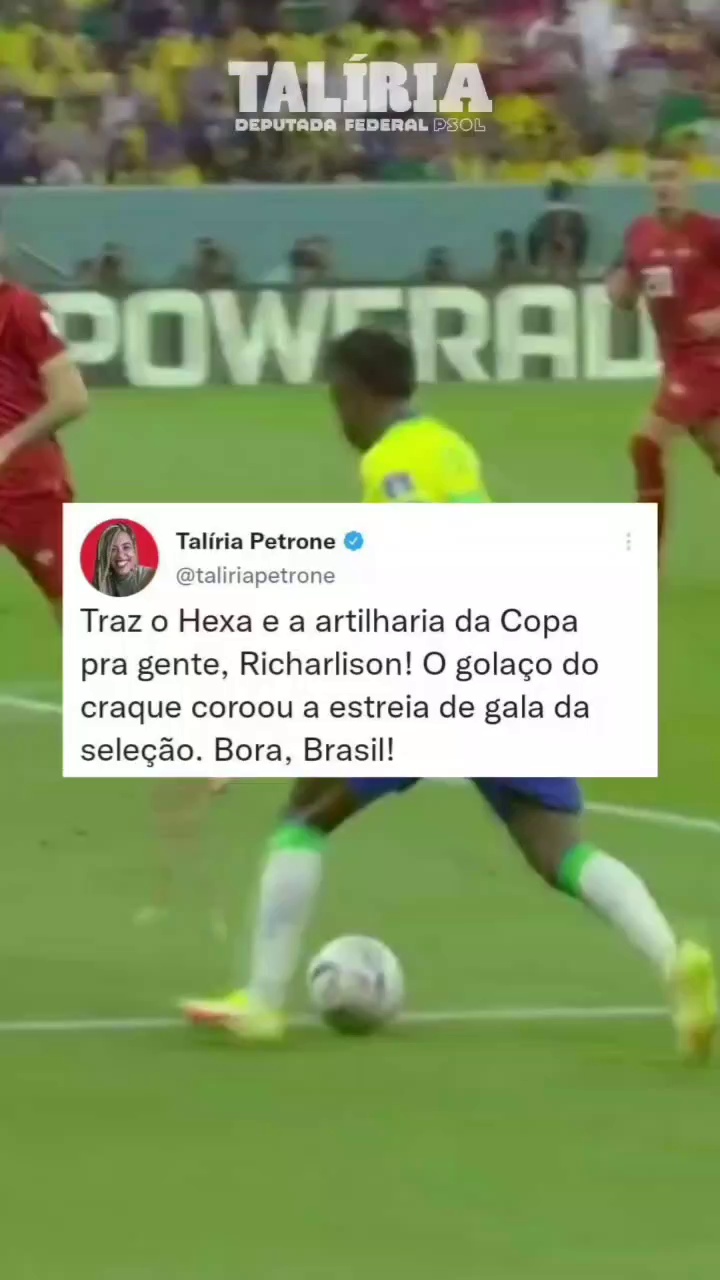 TALÍRIA
DEPUTADA FEDERAL PSOL
POWERAD
Talíria Petrone
@taliriapetrone
Traz o Hexa e a artilharia da Copa
pra gente, Richarlison! O golaço do
craque coroou a estreia de gala da
seleção. Bora, Brasil!